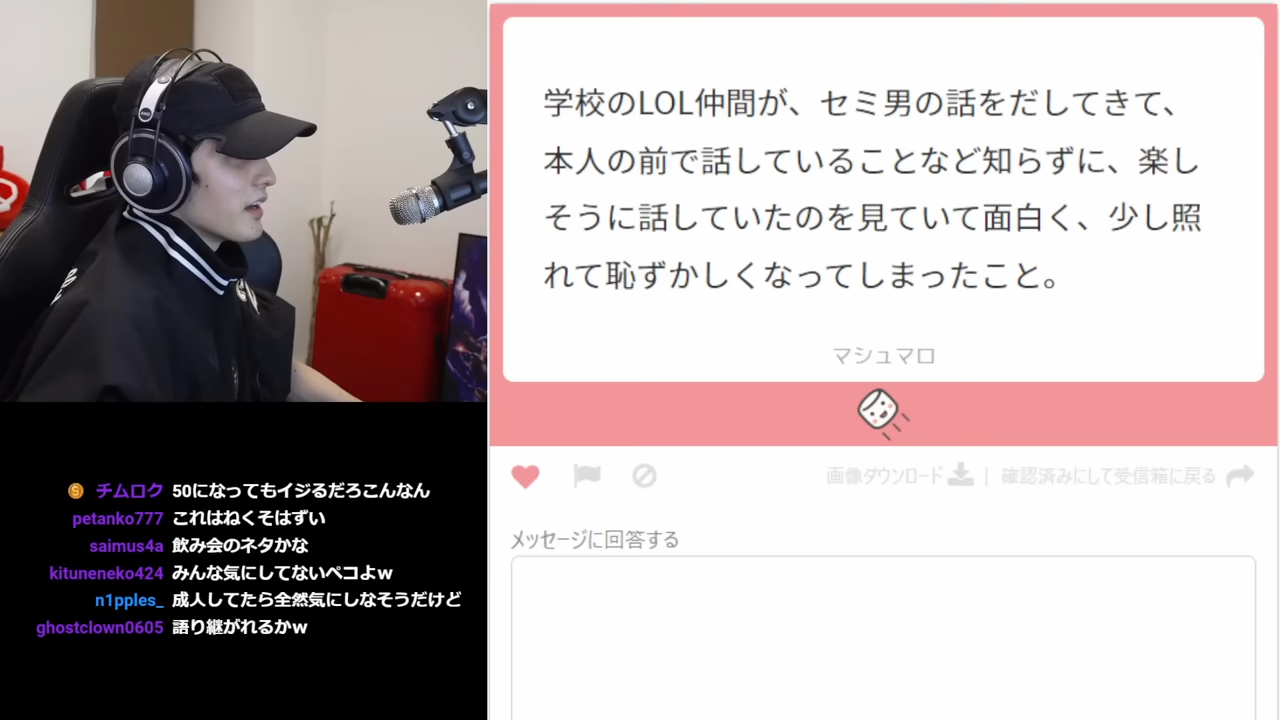 学校のLOL仲間が、セミ男の話をだしてきて、
本人の前で話していることなど知らずに、楽し
そうに話していたのを見ていて面白く、少し照
れて恥ずかしくなってしまったこと。
マシュマロ
画像ダウンロード | 確認済みにして受信箱に戻る
メッセージに回答する
チムロク 50になってもイジるだろこんなん
petanko777 これはねくそはずい
saimus4a 飲み会のネタかな
kituneneko424 みんな気にしてないペコよw
n1pples_ 成人してたら全然気にしなそうだけど
ghostclown0605 語り継がれるかw